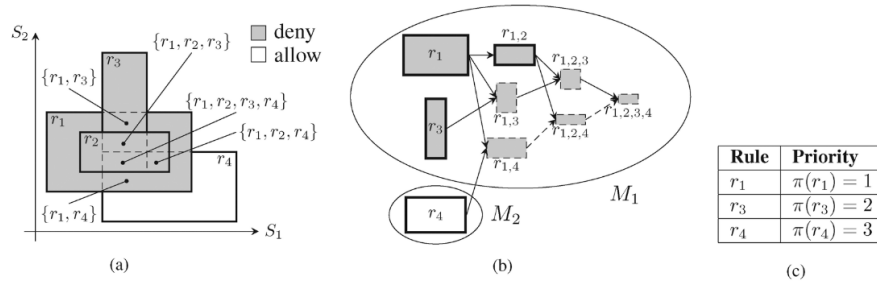 S₂
deny
allow
{r₁, r₂, r₃}
r₃
{r₁, r₃}
{r₁, r₂, r₃, r₄}
r₁
r₂
{r₁, r₂, r₄}
r₄
{r₁, r₄}
S₁
(a)
r₁
r₁,₂
r₁,₂,₃
r₃
r₁,₃
r₁,₂,₄
r₁,₂,₃,₄
r₁,₄
M₁
r₄
M₂
(b)
Rule Priority
r₁ π(r₁) = 1
r₃ π(r₃) = 2
r₄ π(r₄) = 3
(c)